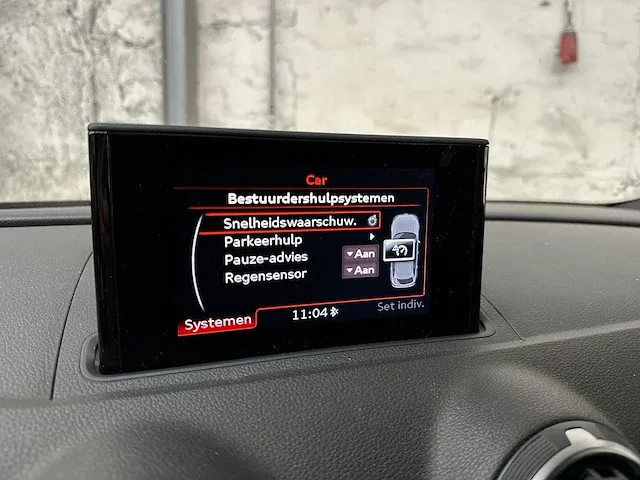 Car
Bestuurdershulpsystemen
Snelheidswaarschuw.
Parkeerhulp
Pauze-advies Aan
Regensensor Aan
Systemen 11:04 Set indiv.